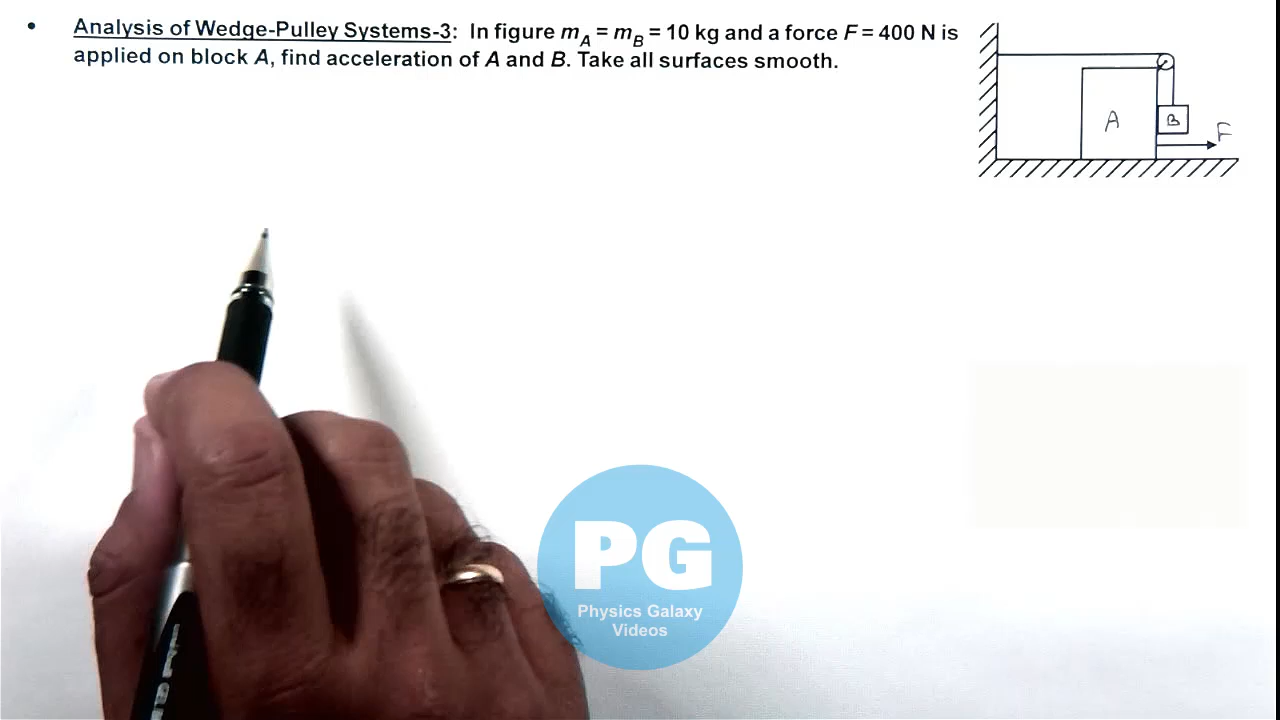 • Analysis of Wedge-Pulley Systems-3: In figure mA = mB = 10 kg and a force F = 400 N is
applied on block A, find acceleration of A and B. Take all surfaces smooth.
A
B
F
PG
Physics Galaxy
Videos